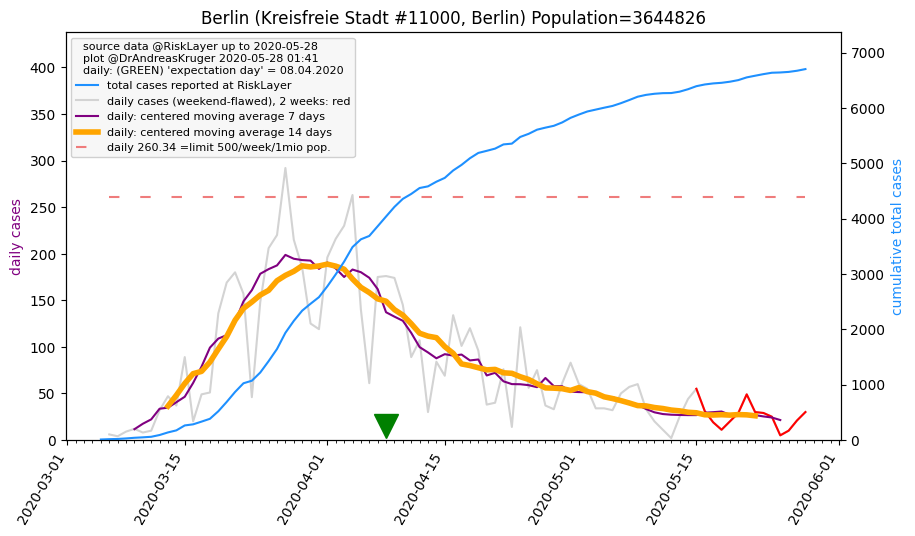 Berlin (Kreisfreie Stadt #11000, Berlin) Population=3644826
source data @RiskLayer up to 2020-05-28
plot @DrAndreasKruger 2020-05-28 01:41
daily: (GREEN) 'expectation day' = 08.04.2020
total cases reported at RiskLayer
daily cases (weekend-flawed), 2 weeks: red
daily: centered moving average 7 days
daily: centered moving average 14 days
daily 260.34 =limit 500/week/1mio pop.
daily cases
400
350
300
250
200
150
100
50
0
cumulative total cases
7000
6000
5000
4000
3000
2000
1000
0
2020-03-01
2020-03-15
2020-04-01
2020-04-15
2020-05-01
2020-05-15
2020-06-01